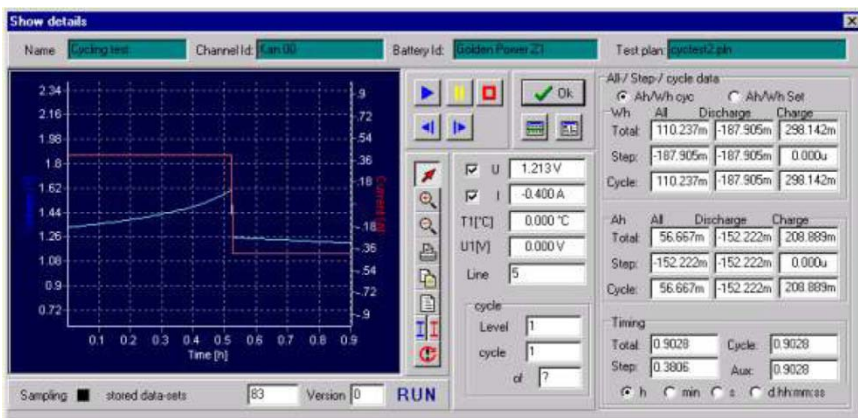 Show details
Name Cycling test Channel Id: Kan 00 Battery Id: Golden Power Z1 Test plan: cyctest2.pln
2.34
2.16
1.98
1.8
1.62
1.44
1.26
1.08
0.9
0.72
.9
.72
.54
.36
.18
-.18
-.36
-.54
-.72
-.9
0.1 0.2 0.3 0.4 0.5 0.6 0.7 0.8 0.9
Time [h]
Ok
U 1.213 V
I -0.400 A
T1[°C] 0.000 °C
U1[V] 0.000 V
Line 5
cycle
Level 1
cycle 1
of ?
All-/ Step-/ cycle data
Ah/Wh cyc Ah/Wh Set
Wh All Discharge Charge
Total: 110.237m -187.905m 298.142m
Step: -187.905m -187.905m 0.000u
Cycle: 110.237m -187.905m 298.142m
Ah All Discharge Charge
Total: 56.667m -152.222m 208.889m
Step: -152.222m -152.222m 0.000u
Cycle: 56.667m -152.222m 208.889m
Timing
Total: 0.9028 Cycle: 0.9028
Step: 0.3806 Aux: 0.9028
h min s d.hh:mm:ss
Sampling stored data-sets 83 Version 0 RUN